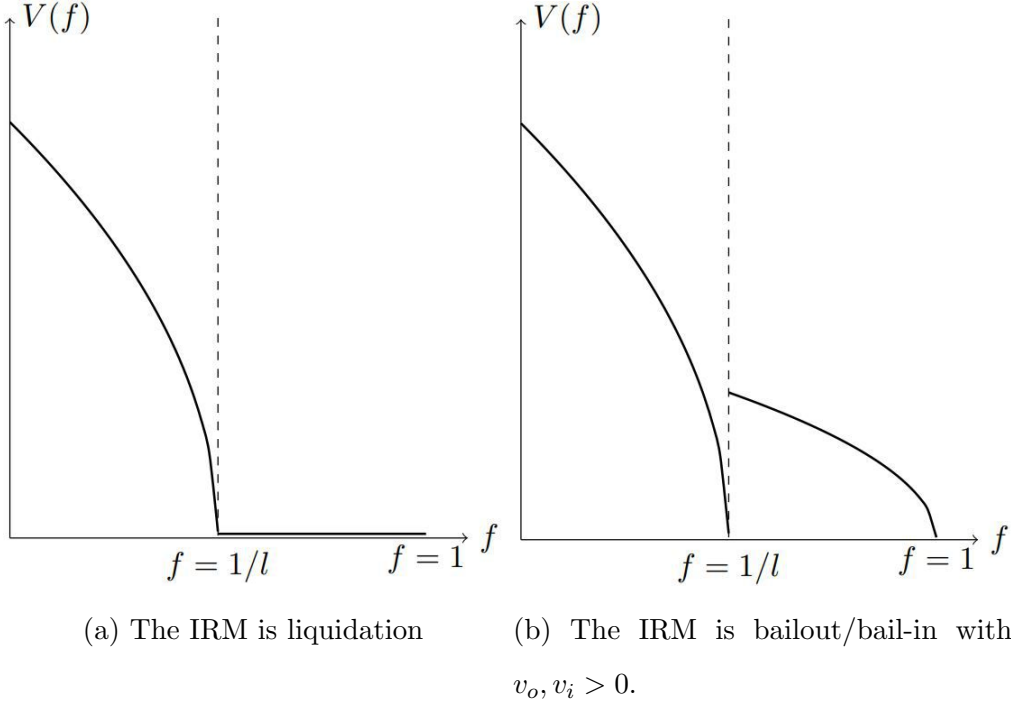 V(f)
f
f = 1/l
f = 1
(a) The IRM is liquidation
V(f)
f
f = 1/l
f = 1
(b) The IRM is bailout/bail-in with
v_o, v_i > 0.